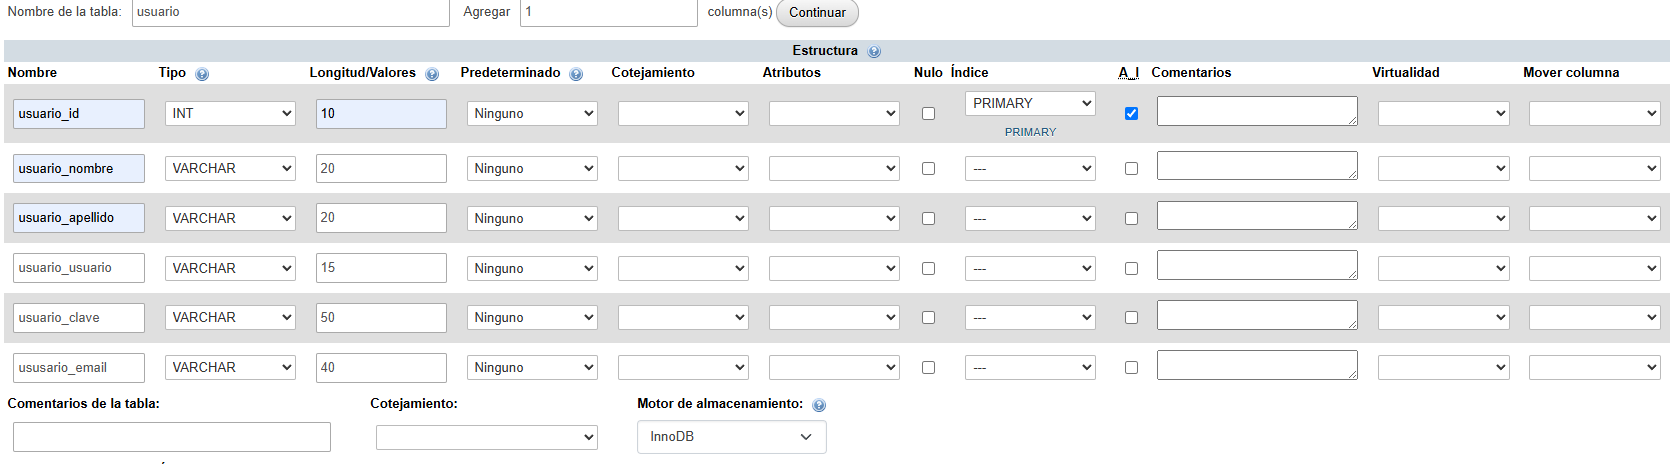 Nombre de la tabla: usuario Agregar 1 columna(s) Continuar
Estructura
Nombre Tipo Longitud/Valores Predeterminado Cotejamiento Atributos Nulo Índice A_I Comentarios Virtualidad Mover columna
usuario_id INT 10 Ninguno PRIMARY
PRIMARY
usuario_nombre VARCHAR 20 Ninguno ---
usuario_apellido VARCHAR 20 Ninguno ---
usuario_usuario VARCHAR 15 Ninguno ---
usuario_clave VARCHAR 50 Ninguno ---
ususario_email VARCHAR 40 Ninguno ---
Comentarios de la tabla: Cotejamiento: Motor de almacenamiento:
InnoDB